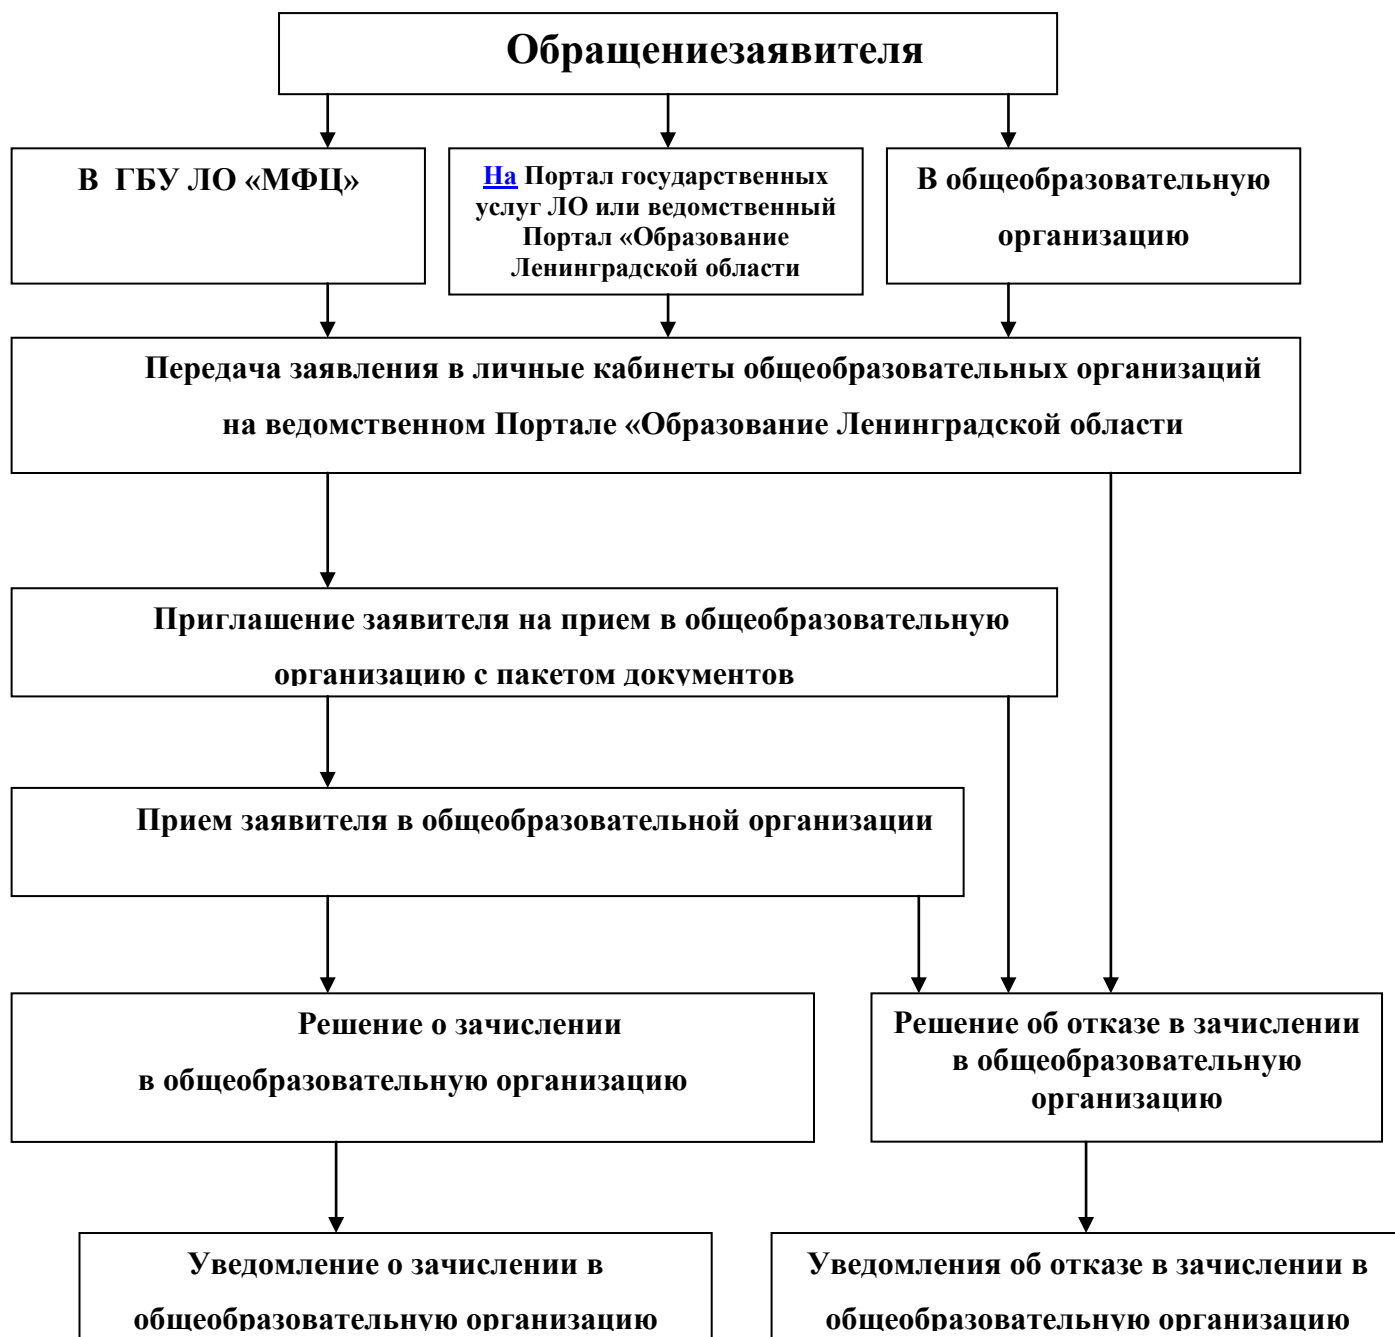 Обращениезаявителя
В ГБУ ЛО «МФЦ»
На Портал государственных
услуг ЛО или ведомственный
Портал «Образование
Ленинградской области
В общеобразовательную
организацию
Передача заявления в личные кабинеты общеобразовательных организаций
на ведомственном Портале «Образование Ленинградской области
Приглашение заявителя на прием в общеобразовательную
организацию с пакетом документов
Прием заявителя в общеобразовательной организации
Решение о зачислении
в общеобразовательную организацию
Решение об отказе в зачислении
в общеобразовательную
организацию
Уведомление о зачислении в
общеобразовательную организацию
Уведомления об отказе в зачислении в
общеобразовательную организацию